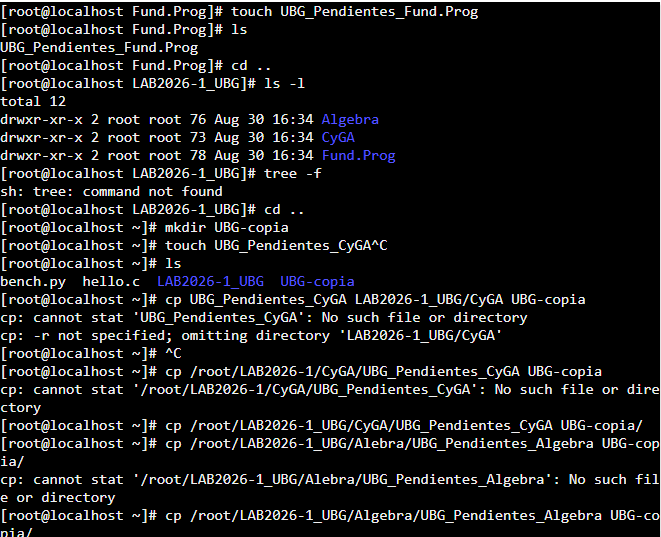 [root@localhost Fund.Prog]# touch UBG_Pendientes_Fund.Prog
[root@localhost Fund.Prog]# ls
UBG_Pendientes_Fund.Prog
[root@localhost Fund.Prog]# cd ..
[root@localhost LAB2026-1_UBG]# ls -l
total 12
drwxr-xr-x 2 root root 76 Aug 30 16:34 Algebra
drwxr-xr-x 2 root root 73 Aug 30 16:34 CyGA
drwxr-xr-x 2 root root 78 Aug 30 16:34 Fund.Prog
[root@localhost LAB2026-1_UBG]# tree -f
sh: tree: command not found
[root@localhost LAB2026-1_UBG]# cd ..
[root@localhost ~]# mkdir UBG-copia
[root@localhost ~]# touch UBG_Pendientes_CyGA^C
[root@localhost ~]# ls
bench.py  hello.c  LAB2026-1_UBG  UBG-copia
[root@localhost ~]# cp UBG_Pendientes_CyGA LAB2026-1_UBG/CyGA UBG-copia
cp: cannot stat 'UBG_Pendientes_CyGA': No such file or directory
cp: -r not specified; omitting directory 'LAB2026-1_UBG/CyGA'
[root@localhost ~]# ^C
[root@localhost ~]# cp /root/LAB2026-1/CyGA/UBG_Pendientes_CyGA UBG-copia
cp: cannot stat '/root/LAB2026-1/CyGA/UBG_Pendientes_CyGA': No such file or dire
ctory
[root@localhost ~]# cp /root/LAB2026-1_UBG/CyGA/UBG_Pendientes_CyGA UBG-copia/
[root@localhost ~]# cp /root/LAB2026-1_UBG/Alebra/UBG_Pendientes_Algebra UBG-cop
ia/
cp: cannot stat '/root/LAB2026-1_UBG/Alebra/UBG_Pendientes_Algebra': No such fil
e or directory
[root@localhost ~]# cp /root/LAB2026-1_UBG/Algebra/UBG_Pendientes_Algebra UBG-co
pia/